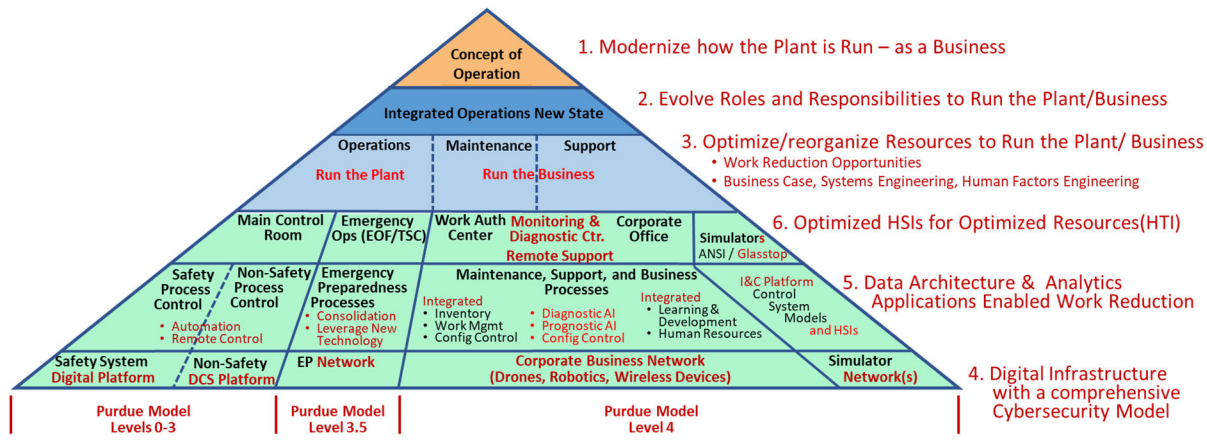 Concept of
Operation
1. Modernize how the Plant is Run – as a Business
Integrated Operations New State
2. Evolve Roles and Responsibilities to Run the Plant/Business
Operations
Maintenance
Support
Run the Plant
Run the Business
3. Optimize/reorganize Resources to Run the Plant/ Business
• Work Reduction Opportunities
• Business Case, Systems Engineering, Human Factors Engineering
Main Control
Room
Emergency
Ops (EOF/TSC)
Work Auth
Center
Monitoring &
Diagnostic Ctr.
Remote Support
Corporate
Office
Simulators
ANSI / Glasstop
6. Optimized HSIs for Optimized Resources(HTI)
Safety
Process
Control
Non-Safety
Process Control
• Automation
• Remote Control
Emergency
Preparedness
Processes
• Consolidation
• Leverage New
Technology
Maintenance, Support, and Business
Processes
Integrated
• Inventory
• Work Mgmt
• Config Control
• Diagnostic AI
• Prognostic AI
• Config Control
Integrated
• Learning &
Development
• Human Resources
I&C Platform
Control
System
Models
and HSIs
5. Data Architecture & Analytics
Applications Enabled Work Reduction
Safety System
Digital Platform
Non-Safety
DCS Platform
EP Network
Corporate Business Network
(Drones, Robotics, Wireless Devices)
Simulator
Network(s)
4. Digital Infrastructure
with a comprehensive
Cybersecurity Model
Purdue Model
Levels 0-3
Purdue Model
Level 3.5
Purdue Model
Level 4